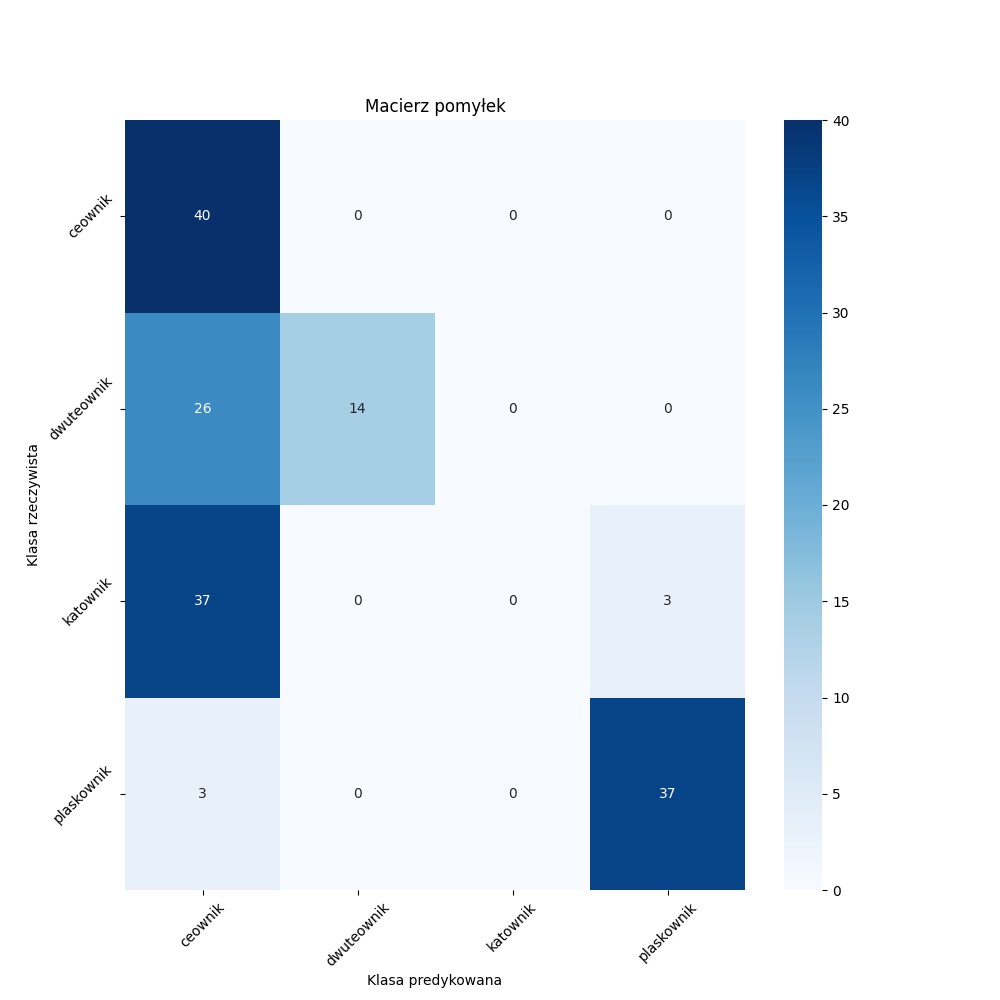 Macierz pomyłek
40
35
30
25
20
15
10
5
0
Klasa rzeczywista
ceownik
40 0 0 0
dwuteownik
26 14 0 0
katownik
37 0 0 3
plaskownik
3 0 0 37
ceownik dwuteownik katownik plaskownik
Klasa predykowana